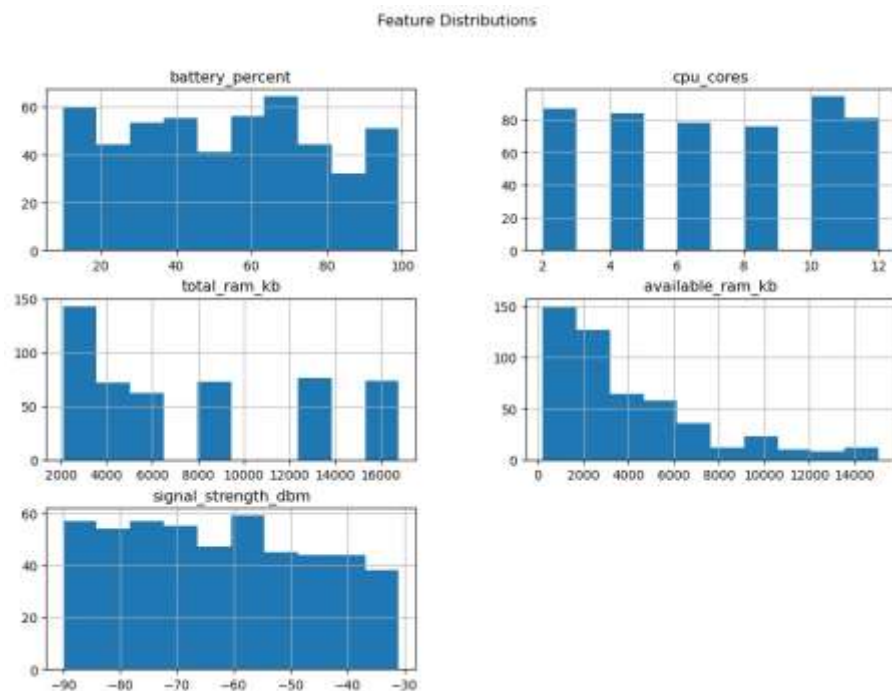 Feature Distributions
battery_percent
60
40
20
0
20 40 60 80 100
cpu_cores
80
60
40
20
0
2 4 6 8 10 12
total_ram_kb
150
100
50
0
2000 4000 6000 8000 10000 12000 14000 16000
available_ram_kb
150
100
50
0
0 2000 4000 6000 8000 10000 12000 14000
signal_strength_dbm
60
40
20
0
−90 −80 −70 −60 −50 −40 −30